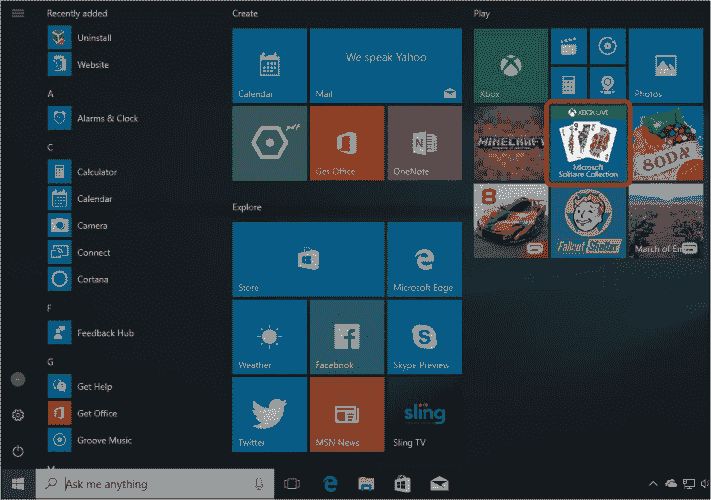 Recently added
Uninstall
Website
A
Alarms & Clock
C
Calculator
Calendar
Camera
Connect
Cortana
F
Feedback Hub
G
Get Help
Get Office
Groove Music
Create
Calendar
We speak Yahoo
Mail
Get Office
N
OneNote
Explore
Store
Microsoft Edge
Weather
Facebook
Skype Preview
Twitter
MSN News
sling
Sling TV
Play
Xbox
Photos
MINECRAFT
XBOX LIVE
Microsoft
Solitaire Collection
SODA
8
Fallout Shelter
March of
Ask me anything